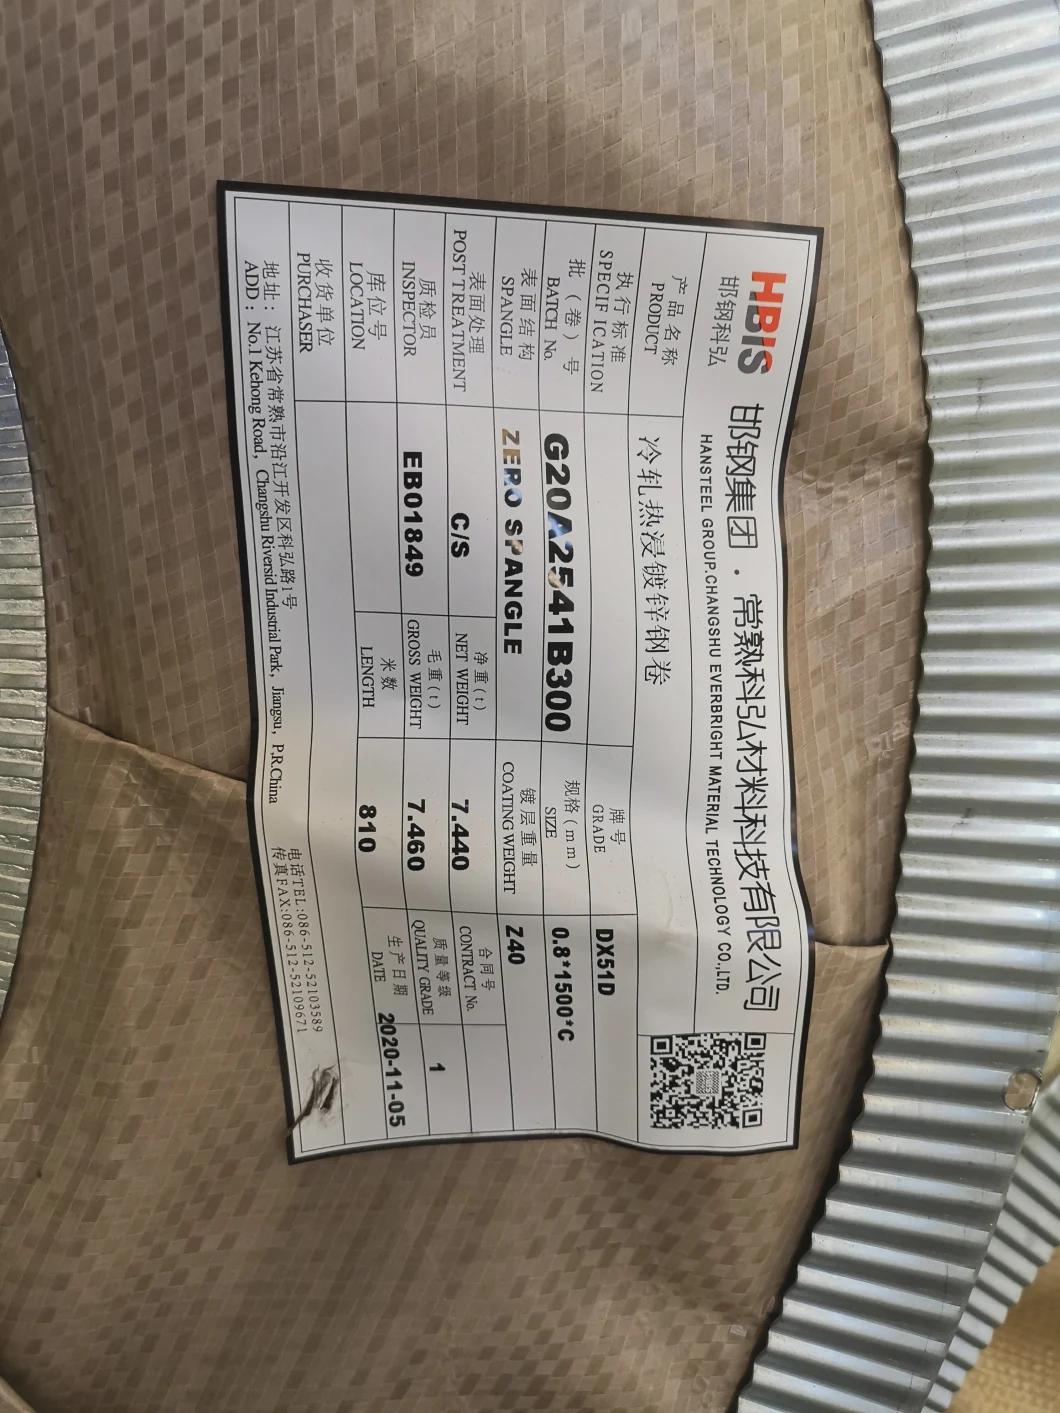 HBIS 邯钢集团．常熟科弘材料科技有限公司
邯钢科弘 HANSTEEL GROUP.CHANGSHU EVERBRIGHT MATERIAL TECHNOLOGY CO.,LTD.
产品名称 冷轧热浸镀锌钢卷
PRODUCT
执行标准 牌号 DX51D
SPECIFICATION GRADE
批（卷）号 G20A2541B300 规格(mm) 0.8*1500*C
BATCH No. SIZE
表面结构 ZERO SPANGLE 镀层重量 Z40
SPANGLE COATING WEIGHT
表面处理 C/S 净重(t) 7.440 合同号
POST TREATMENT NET WEIGHT CONTRACT No.
质检员 EB01849 毛重(t) 7.460 质量等级 1
INSPECTOR GROSS WEIGHT QUALITY GRADE
库位号 米数 810 生产日期 2020-11-05
LOCATION LENGTH DATE
收货单位
PURCHASER
地址：江苏省常熟市沿江开发区科弘路1号 电话TEL:086-512-52103589
ADD：No.1 Kehong Road，Changshu Riversid Industrial Park，Jiangsu，P.R.China 传真FAX:086-512-52109671